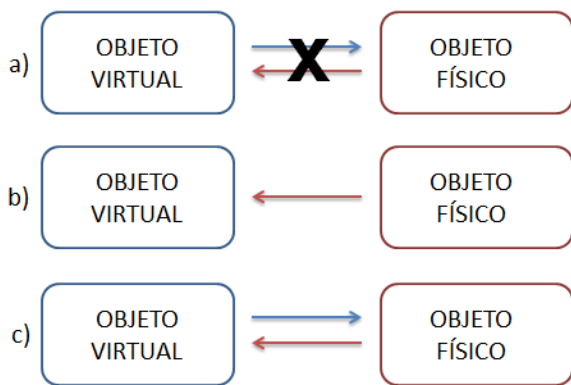 a)
OBJETO
VIRTUAL
X
OBJETO
FÍSICO
b)
OBJETO
VIRTUAL
OBJETO
FÍSICO
c)
OBJETO
VIRTUAL
OBJETO
FÍSICO